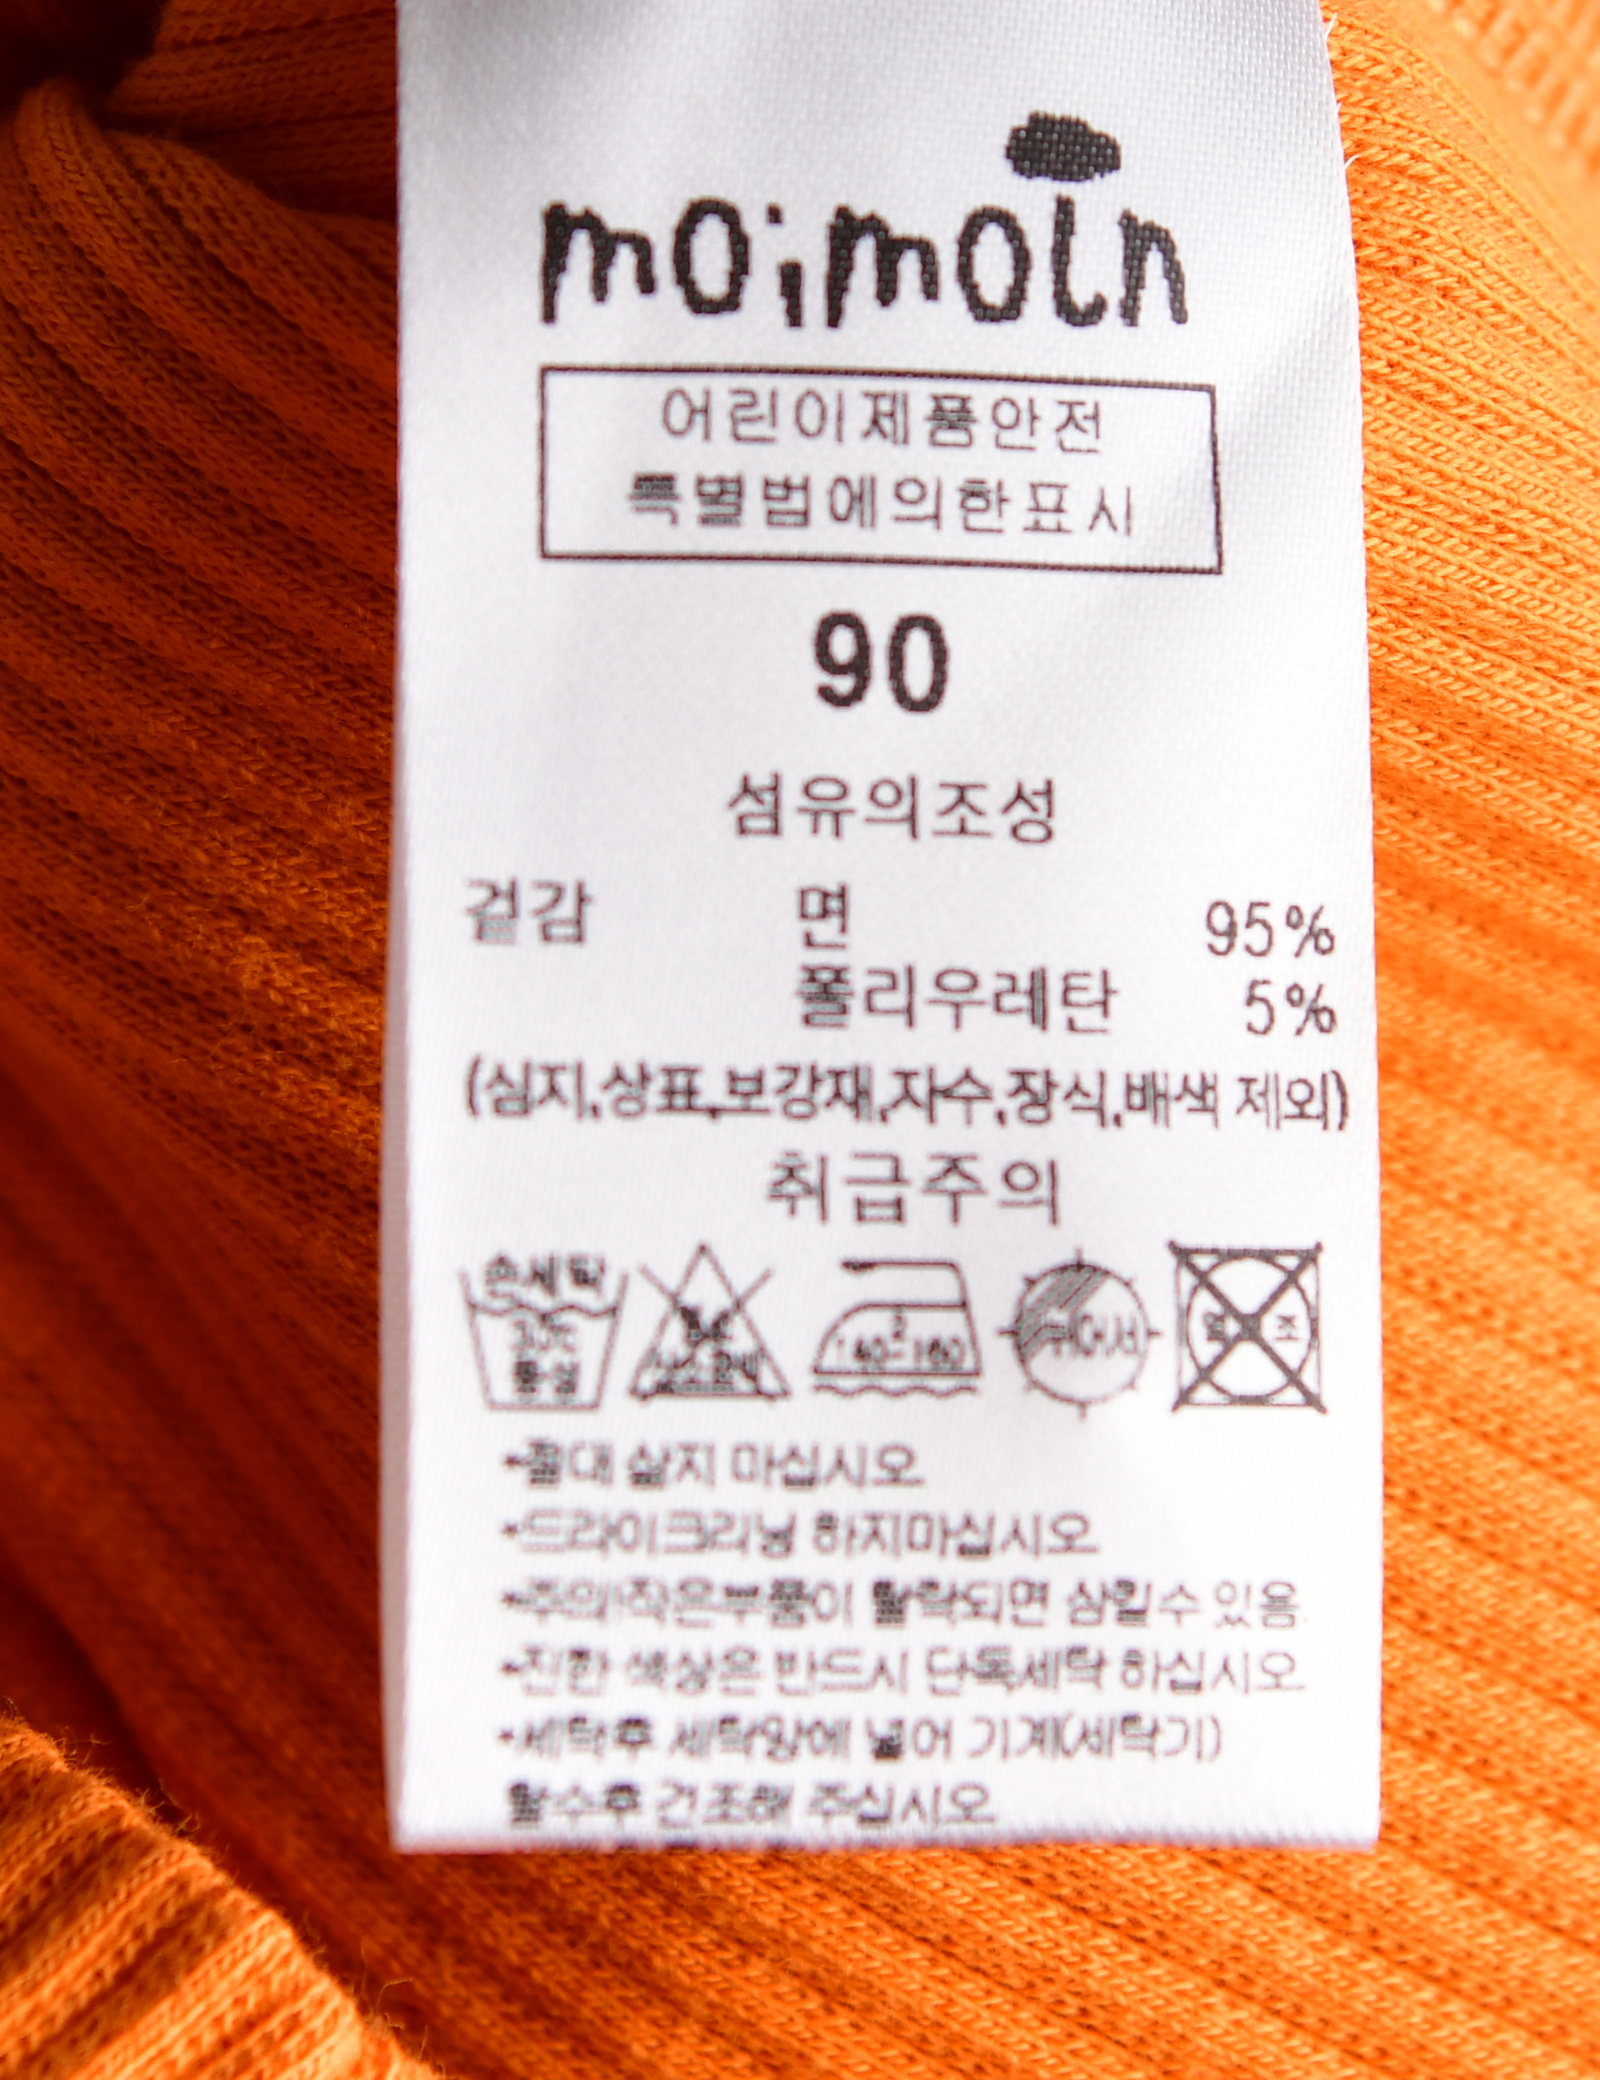 moimoln
어린이제품안전
특별법에의한표시
90
섬유의조성
겉감 면 95%
폴리우레탄 5%
(심지,상표,보강재,자수,장식,배색 제외)
취급주의
손세탁
중성
2
140-160
뉘어서
•절대 삶지 마십시오
•드라이크리닝 하지마십시오
•주의!작은부품이 탈락되면 삼킬수 있음
•진한 색상은 반드시 단독세탁 하십시오
•세탁후 세탁망에 넣어 기계(세탁기)
탈수후 건조해 주십시오